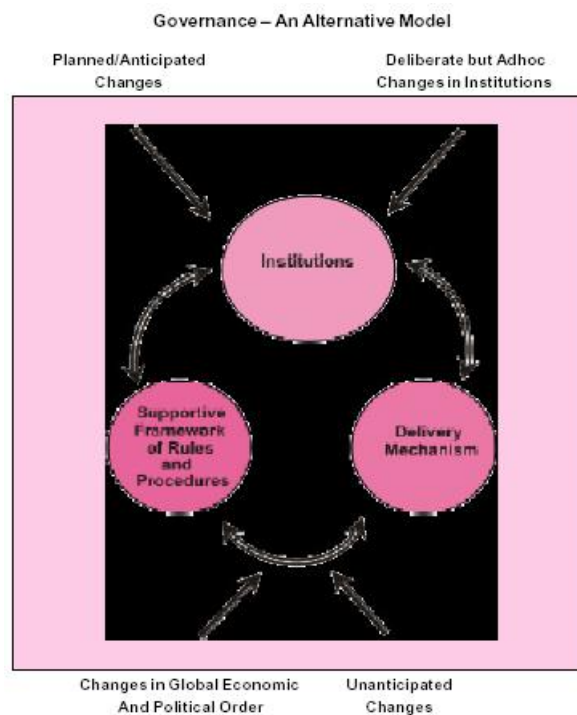 Governance – An Alternative Model
Planned/Anticipated
Changes
Deliberate but Adhoc
Changes in Institutions
Institutions
Supportive
Framework
of Rules
and
Procedures
Delivery
Mechanism
Changes in Global Economic
And Political Order
Unanticipated
Changes